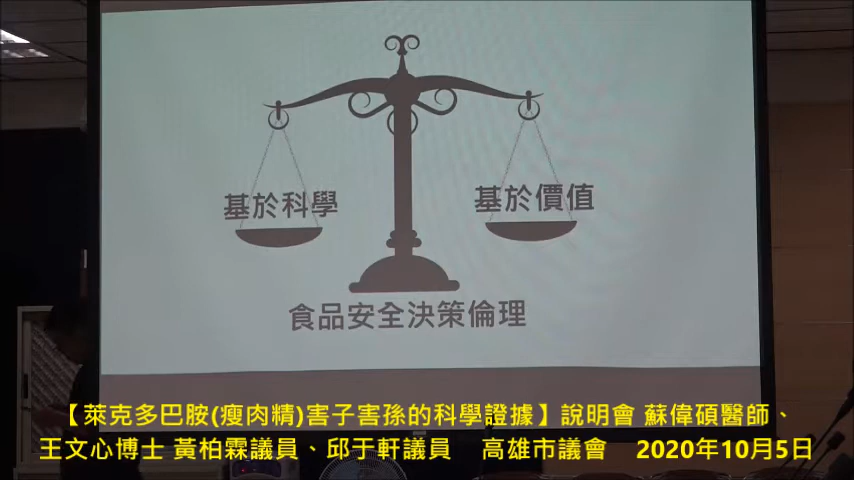 基於科學
基於價值
食品安全決策倫理
【萊克多巴胺(瘦肉精)害子害孫的科學證據】說明會 蘇偉碩醫師、
王文心博士 黃柏霖議員、邱于軒議員 高雄市議會 2020年10月5日